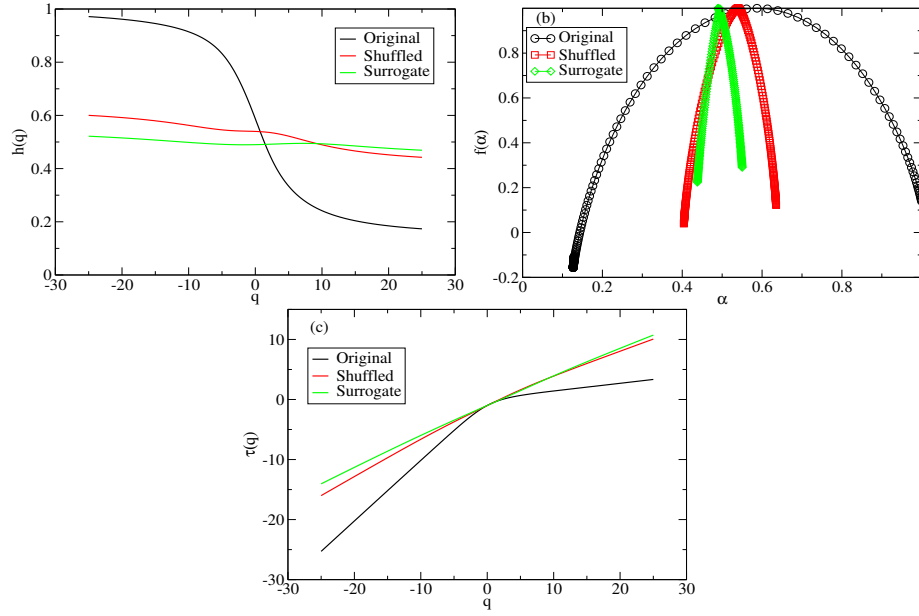 1
0.8
0.6
0.4
0.2
0
h(q)
-30 -20 -10 0 10 20 30
q
Original
Shuffled
Surrogate
(b)
Original
Shuffled
Surrogate
0.8
0.6
0.4
0.2
0
-0.2
f(α)
0 0.2 0.4 0.6 0.8
α
(c)
Original
Shuffled
Surrogate
10
0
-10
-20
-30
τ(q)
-30 -20 -10 0 10 20 30
q